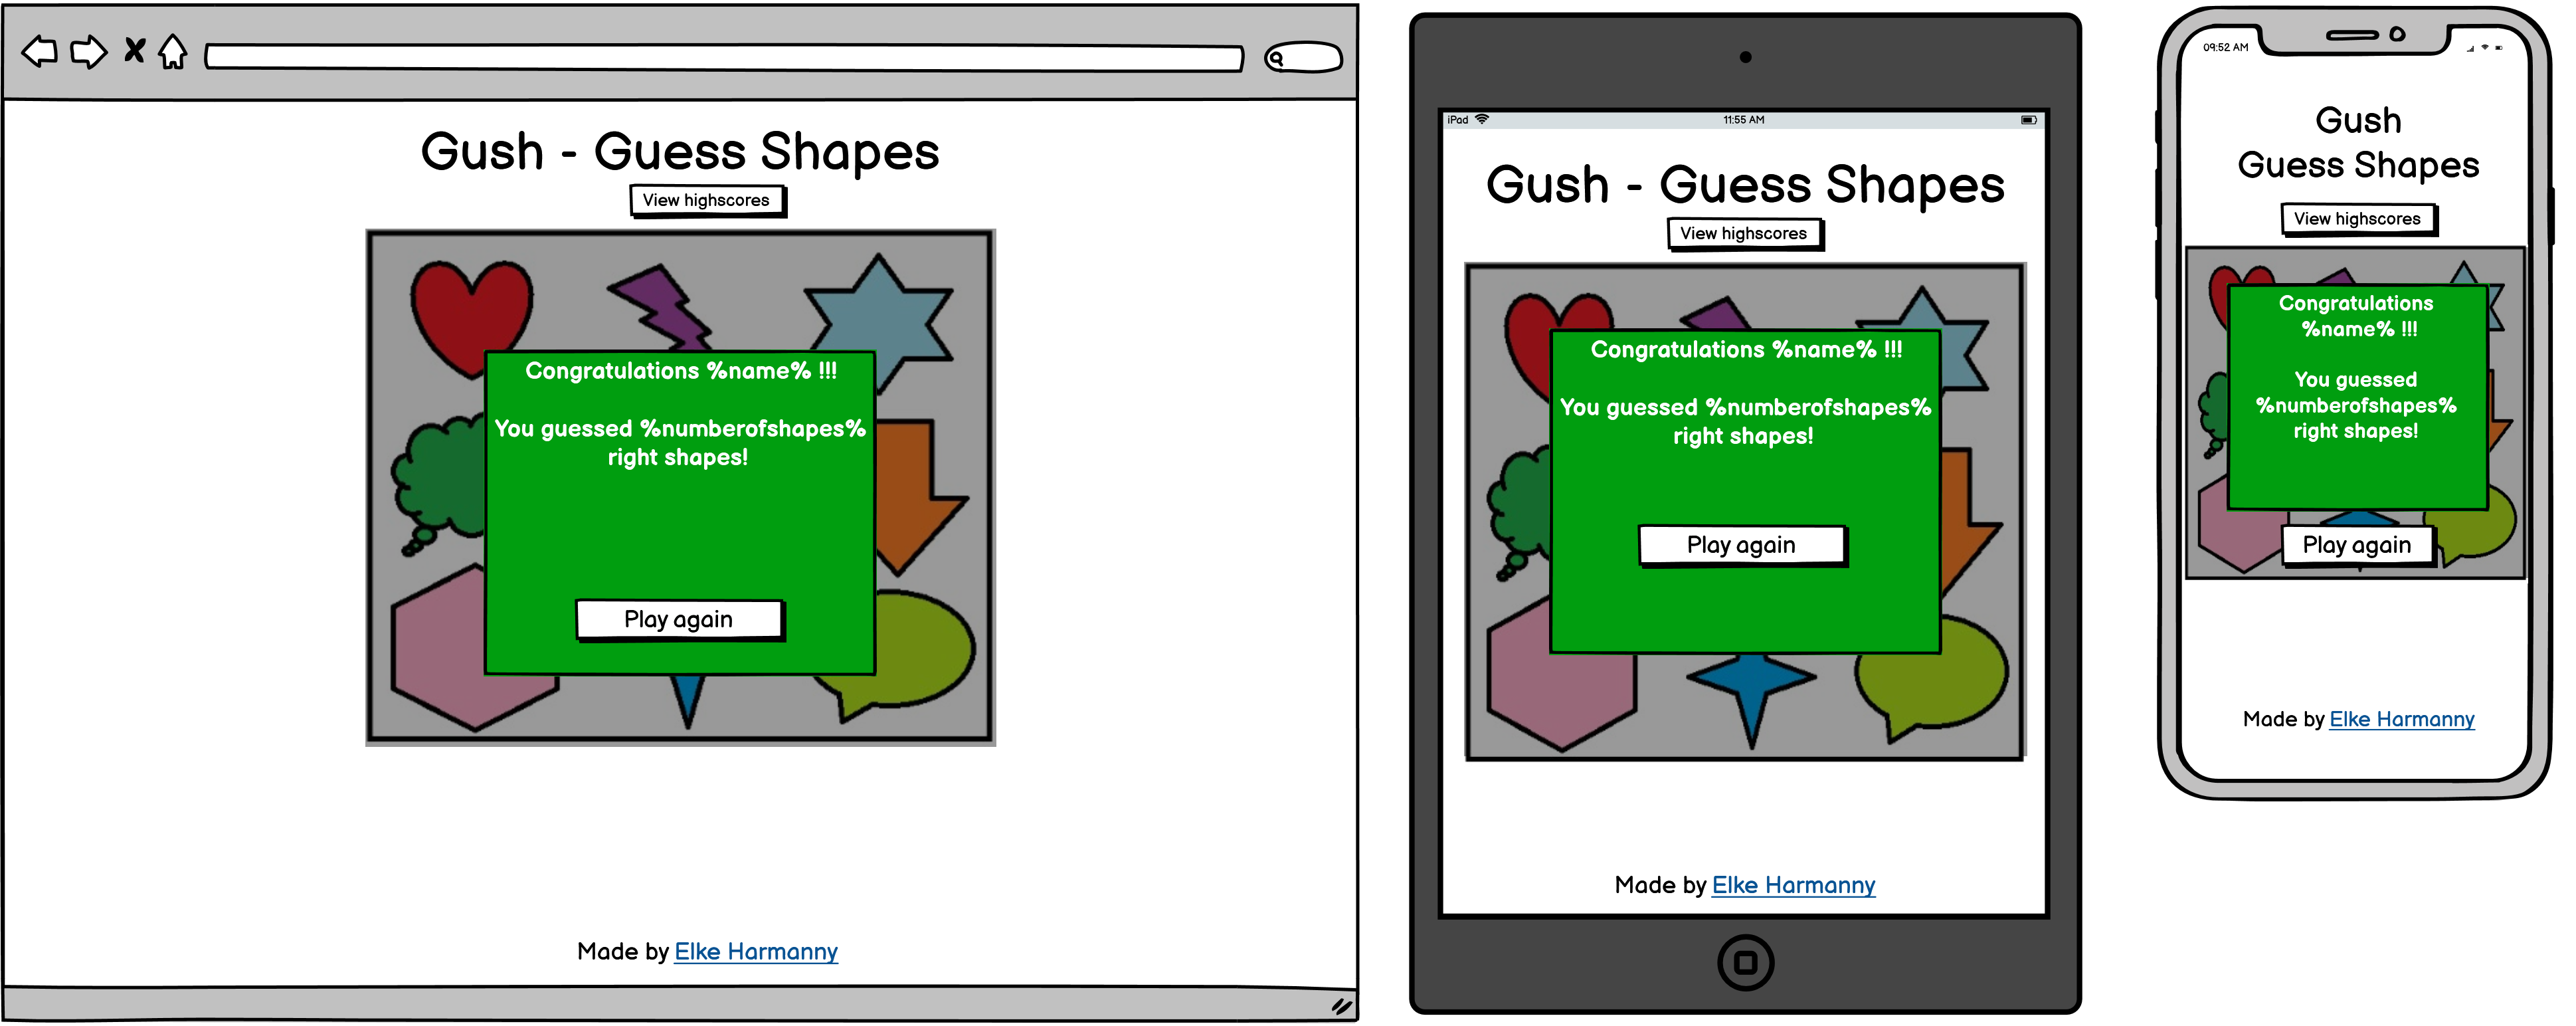 Gush - Guess Shapes
View highscores
Congratulations %name% !!!
You guessed %numberofshapes%
right shapes!
Play again
Made by Elke Harmanny
iPad
11:55 AM
Gush - Guess Shapes
View highscores
Congratulations %name% !!!
You guessed %numberofshapes%
right shapes!
Play again
Made by Elke Harmanny
09:52 AM
Gush
Guess Shapes
View highscores
Congratulations
%name% !!!
You guessed
%numberofshapes%
right shapes!
Play again
Made by Elke Harmanny